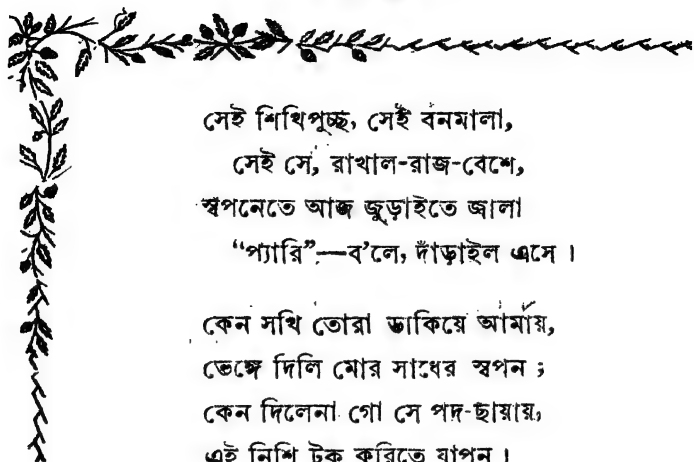 সেই শিখিপুচ্ছ, সেই বনমালা,
সেই সে, রাখাল-রাজ-বেশে,
স্বপনেতে আজ জুড়াইতে জ্বালা
“প্যারি”—ব’লে, দাঁড়াইল এসে ।
কেন সখি তোরা ডাকিয়ে আমায়,
ভেঙ্গে দিলি মোর সাধের স্বপন ;
কেন দিলেনা গো সে পদ-ছায়ায়,
এই নিশি টুক করিতে যাপন ।